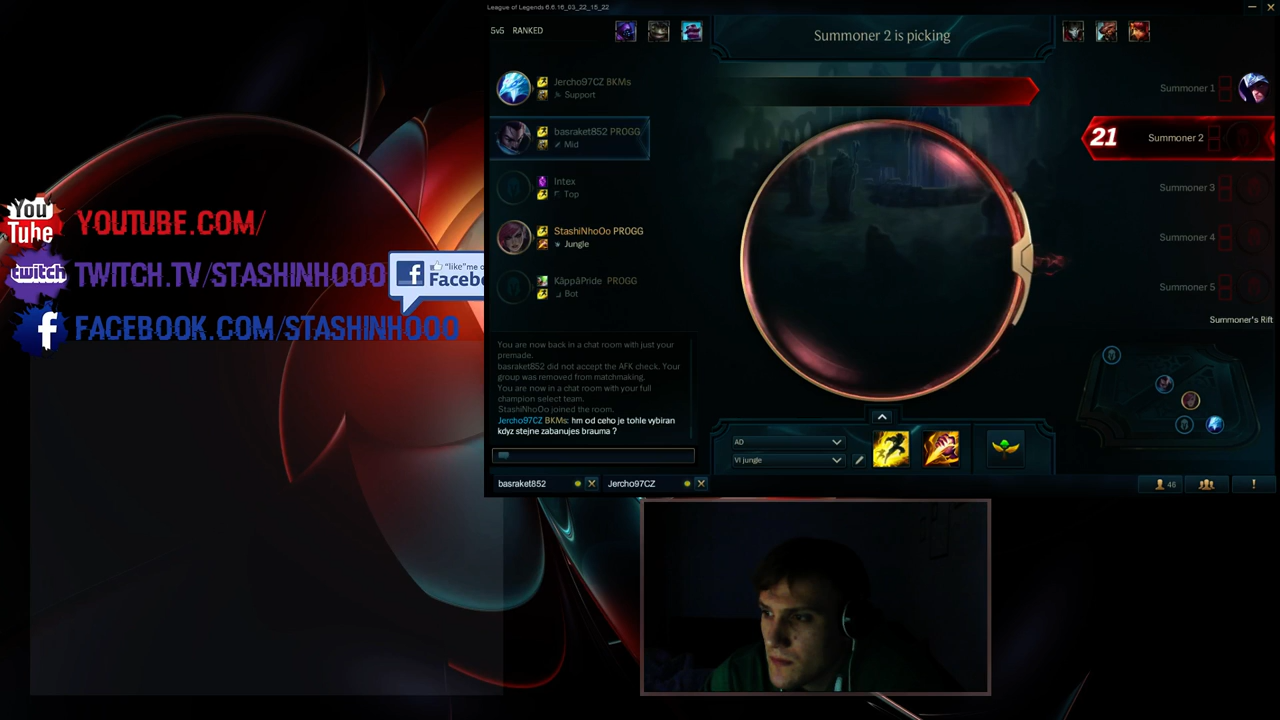 League of Legends 6.6.16_03_22_15_22
5v5 RANKED
Summoner 2 is picking
Jercho97CZ BKMs
Support
basraket852 PROGG
Mid
Intex
Top
StashiNhoOo PROGG
Jungle
KãppãPride PROGG
Bot
Summoner 1
21
Summoner 2
Summoner 3
Summoner 4
Summoner 5
Summoner's Rift
You Tube
YOUTUBE.COM/
twitch
TWITCH.TV/STASHINHOOO
"like"me o
f Facebo
f FACEBOOK.COM/STASHINHOOO
You are now back in a chat room with just your
premade.
basraket852 did not accept the AFK check. Your
group was removed from matchmaking.
You are now in a chat room with your full
champion select team.
StashiNhoOo joined the room.
Jercho97CZ BKMs: hm od ceho je tohle vybiran
kdyz stejne zabanujes brauma ?
AD
VI jungle
basraket852
Jercho97CZ
46